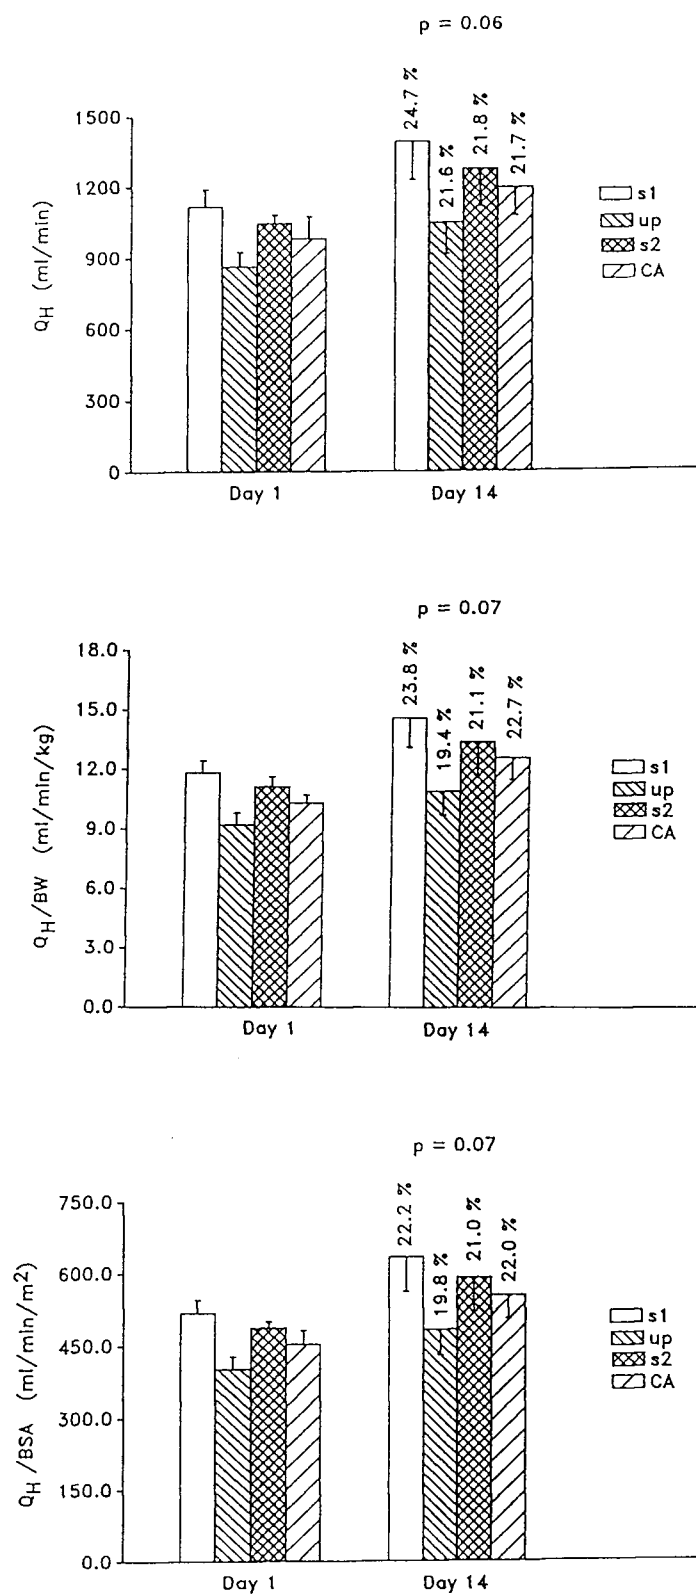 p = 0.06
24.7 %
21.6 %
21.8 %
21.7 %
1500
1200
900
600
300
0
Q_H (ml/min)
s1
up
s2
CA
Day 1
Day 14
p = 0.07
23.8 %
19.4 %
21.1 %
22.7 %
18.0
15.0
12.0
9.0
6.0
3.0
0.0
Q_H/BW (ml/min/kg)
s1
up
s2
CA
Day 1
Day 14
p = 0.07
22.2 %
19.8 %
21.0 %
22.0 %
750.0
600.0
450.0
300.0
150.0
0.0
Q_H/BSA (ml/min/m²)
s1
up
s2
CA
Day 1
Day 14